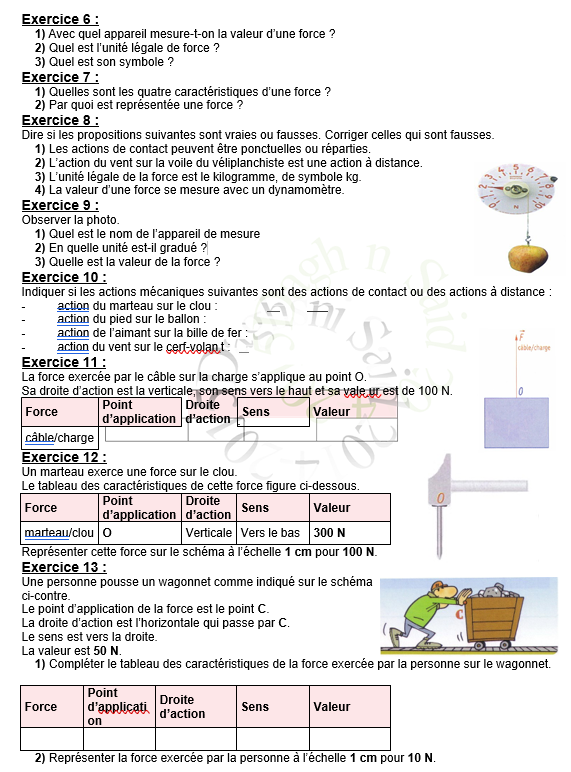 Exercice 6 :
1) Avec quel appareil mesure-t-on la valeur d'une force ?
2) Quel est l'unité légale de force ?
3) Quel est son symbole ?
Exercice 7 :
1) Quelles sont les quatre caractéristiques d'une force ?
2) Par quoi est représentée une force ?
Exercice 8 :
Dire si les propositions suivantes sont vraies ou fausses. Corriger celles qui sont fausses.
1) Les actions de contact peuvent être ponctuelles ou réparties.
2) L'action du vent sur la voile du véliplanchiste est une action à distance.
3) L'unité légale de la force est le kilogramme, de symbole kg.
4) La valeur d'une force se mesure avec un dynamomètre.
Exercice 9 :
Observer la photo.
1) Quel est le nom de l'appareil de mesure
2) En quelle unité est-il gradué ?
3) Quelle est la valeur de la force ?
Exercice 10 :
Indiquer si les actions mécaniques suivantes sont des actions de contact ou des actions à distance :
- action du marteau sur le clou :
- action du pied sur le ballon :
- action de l'aimant sur la bille de fer :
- action du vent sur le cerf-volan t :
Exercice 11 :
La force exercée par le câble sur la charge s'applique au point O.
Sa droite d'action est la verticale, son sens vers le haut et sa vale ur est de 100 N.
F
câble/charge
O
Force Point d'application Droite d'action Sens Valeur
câble/charge
Exercice 12 :
Un marteau exerce une force sur le clou.
Le tableau des caractéristiques de cette force figure ci-dessous.
Force Point d'application Droite d'action Sens Valeur
marteau/clou O Verticale Vers le bas 300 N
O
Représenter cette force sur le schéma à l'échelle 1 cm pour 100 N.
Exercice 13 :
Une personne pousse un wagonnet comme indiqué sur le schéma
ci-contre.
Le point d'application de la force est le point C.
La droite d'action est l'horizontale qui passe par C.
Le sens est vers la droite.
La valeur est 50 N.
C
1) Compléter le tableau des caractéristiques de la force exercée par la personne sur le wagonnet.
Force Point d'applicati on Droite d'action Sens Valeur
2) Représenter la force exercée par la personne à l'échelle 1 cm pour 10 N.